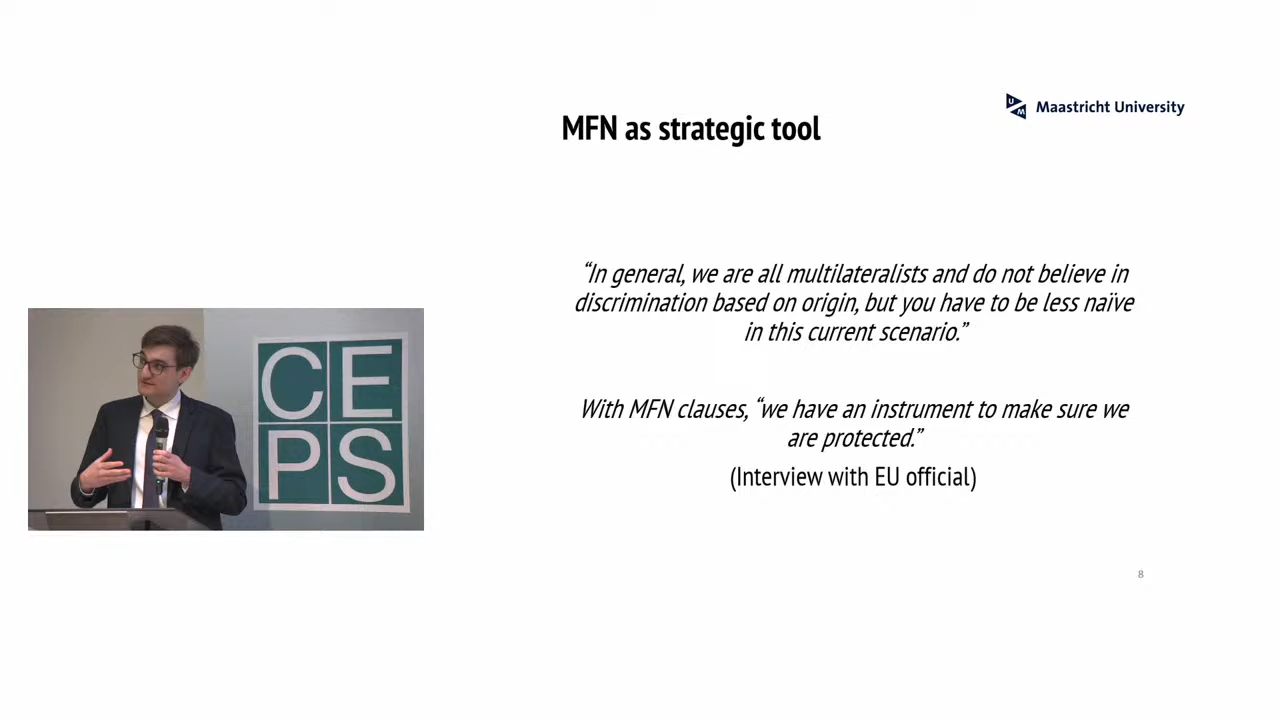 Maastricht University
MFN as strategic tool
“In general, we are all multilateralists and do not believe in
discrimination based on origin, but you have to be less naïve
in this current scenario.”
With MFN clauses, “we have an instrument to make sure we
are protected.”
(Interview with EU official)
CE
PS
8